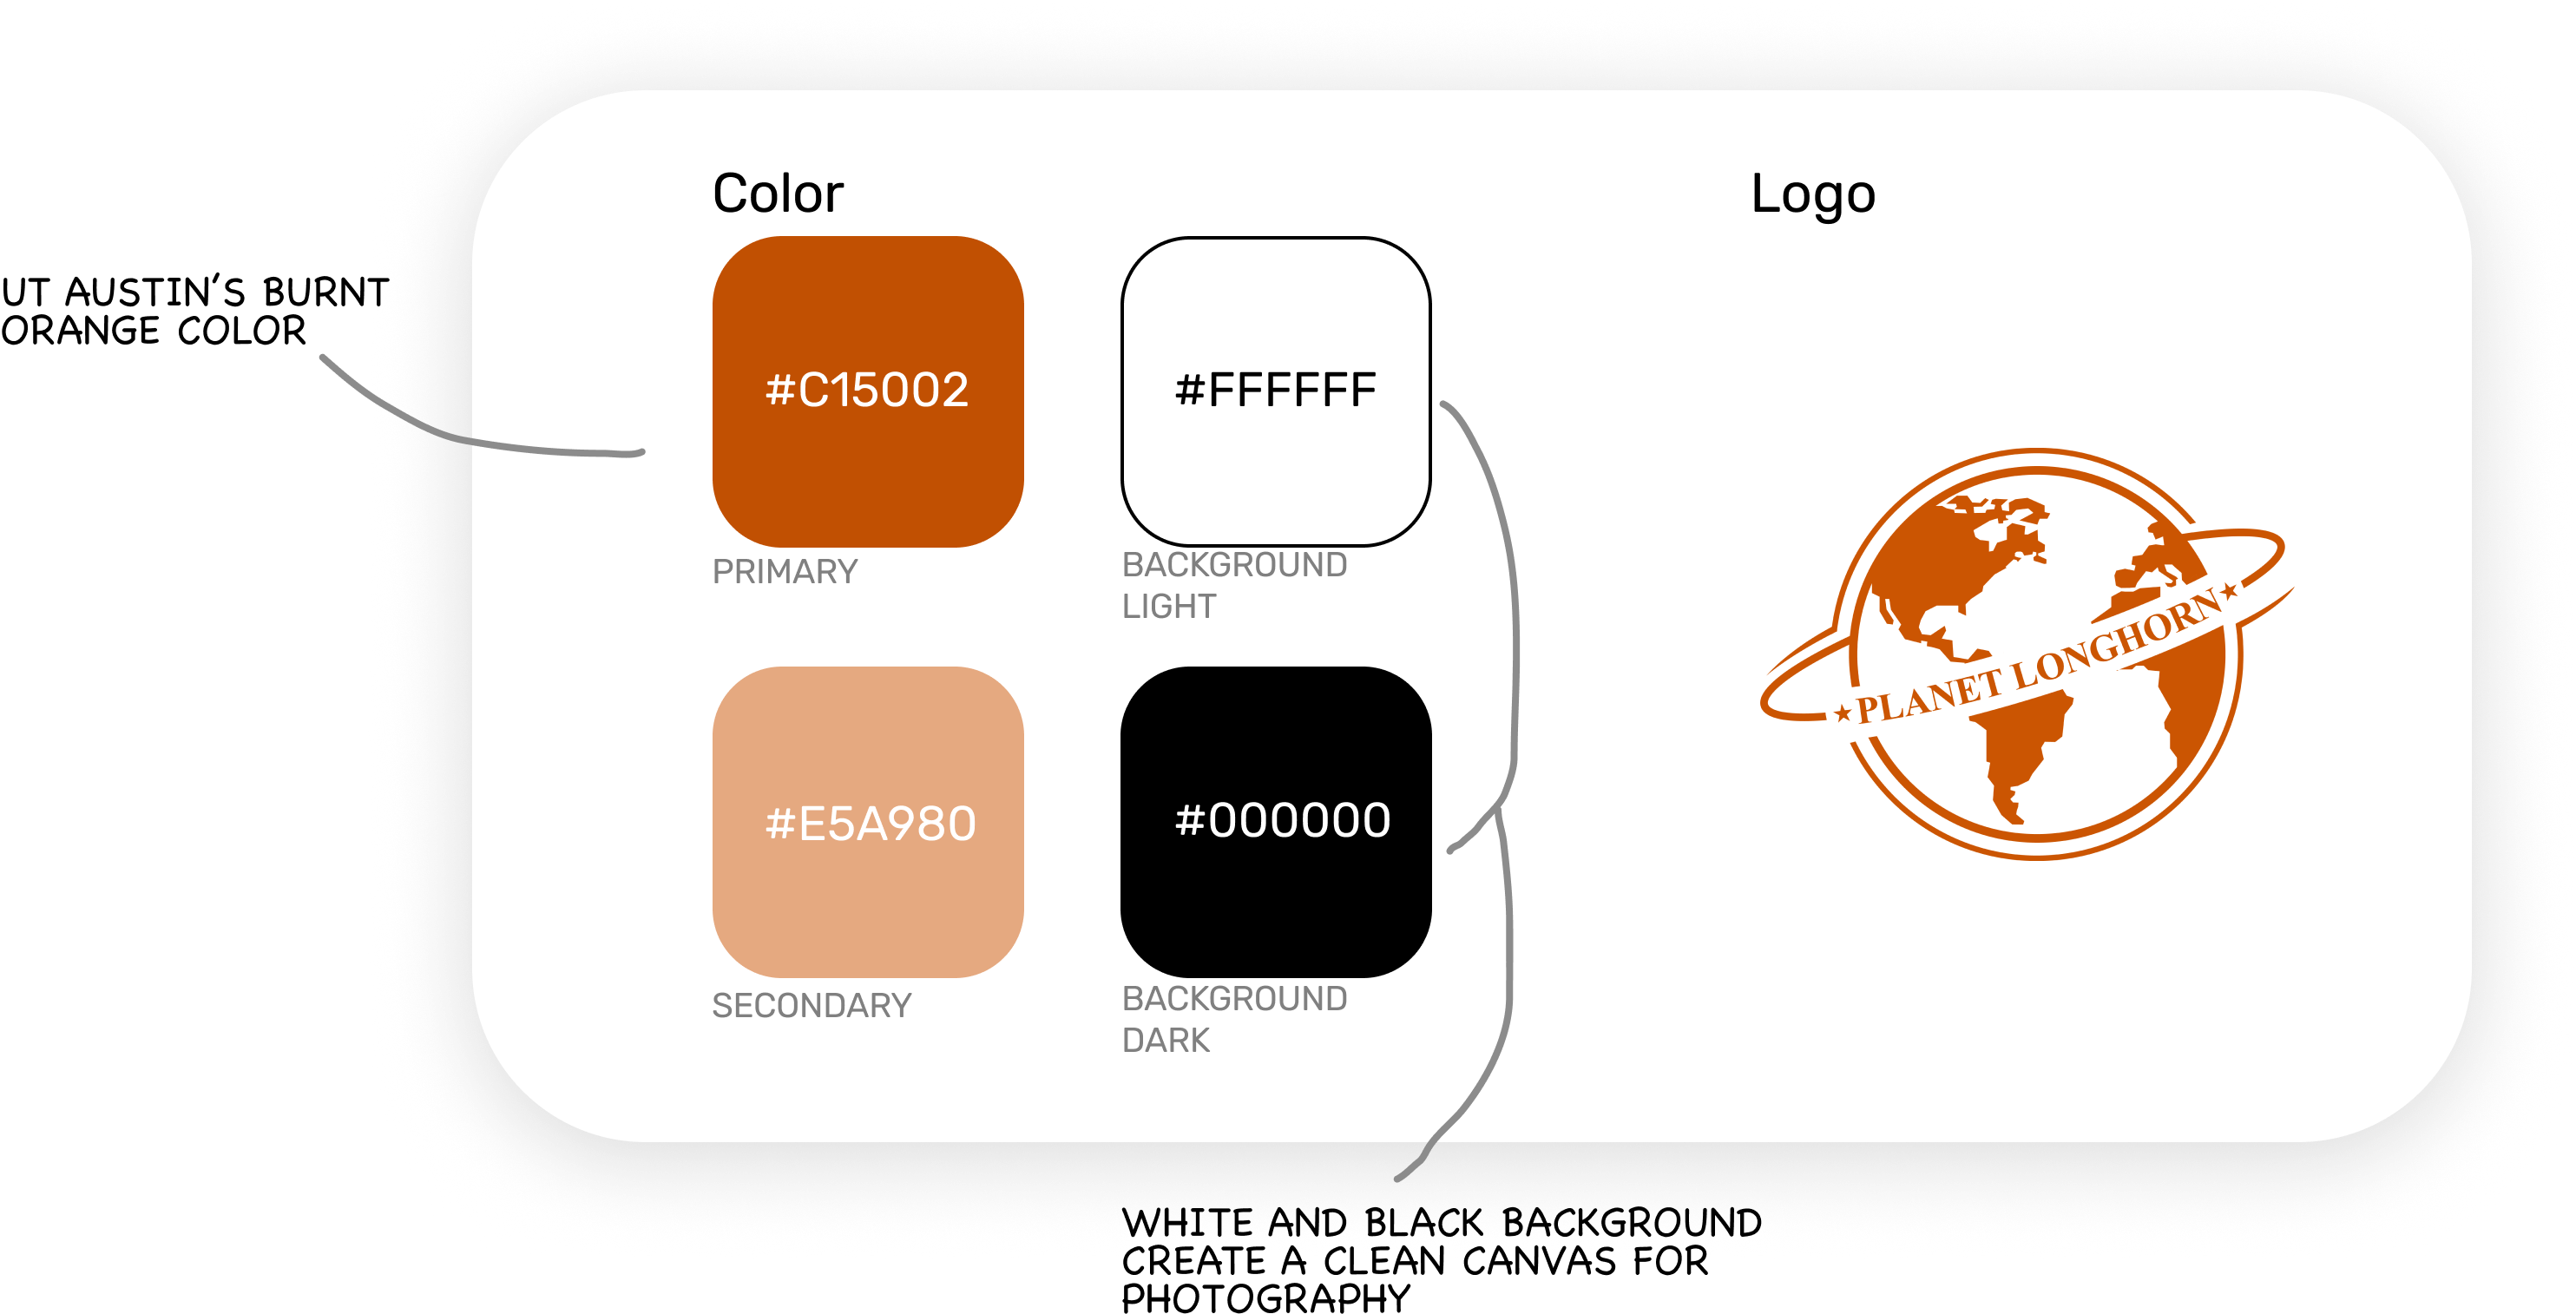 Color
Logo
UT AUSTIN'S BURNT
ORANGE COLOR
#C15002
#FFFFFF
PRIMARY
BACKGROUND
LIGHT
★PLANET LONGHORN★
#E5A980
#000000
SECONDARY
BACKGROUND
DARK
WHITE AND BLACK BACKGROUND
CREATE A CLEAN CANVAS FOR
PHOTOGRAPHY